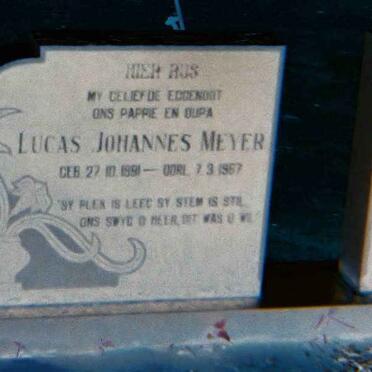 HIER RUS
MY GELIEFDE EGGENOOT
ONS PAPPIE EN OUPA
LUCAS JOHANNES MEYER
GEB. 27.10.1891 — OORL. 7.3.1967
"SY PLEK IS LEEG SY STEM IS STIL,
ONS SWYG O HEER, DIT WAS U WIL."